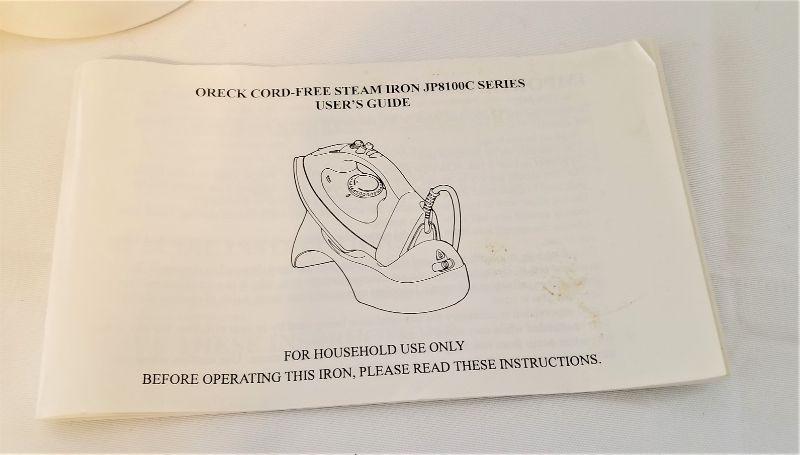 ORECK CORD-FREE STEAM IRON JP8100C SERIES
USER'S GUIDE
FOR HOUSEHOLD USE ONLY
BEFORE OPERATING THIS IRON, PLEASE READ THESE INSTRUCTIONS.